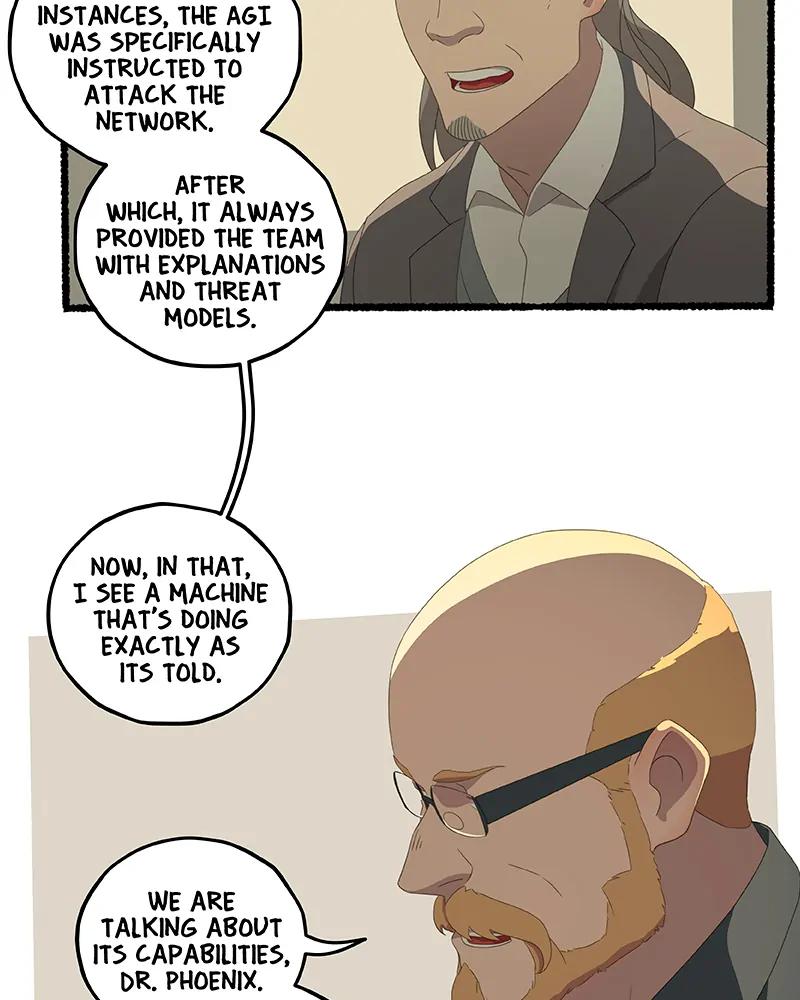 INSTANCES, THE AGI
WAS SPECIFICALLY
INSTRUCTED TO
ATTACK THE
NETWORK.
AFTER
WHICH, IT ALWAYS
PROVIDED THE TEAM
WITH EXPLANATIONS
AND THREAT
MODELS.
NOW, IN THAT,
I SEE A MACHINE
THAT'S DOING
EXACTLY AS
ITS TOLD.
WE ARE
TALKING ABOUT
ITS CAPABILITIES,
DR. PHOENIX.